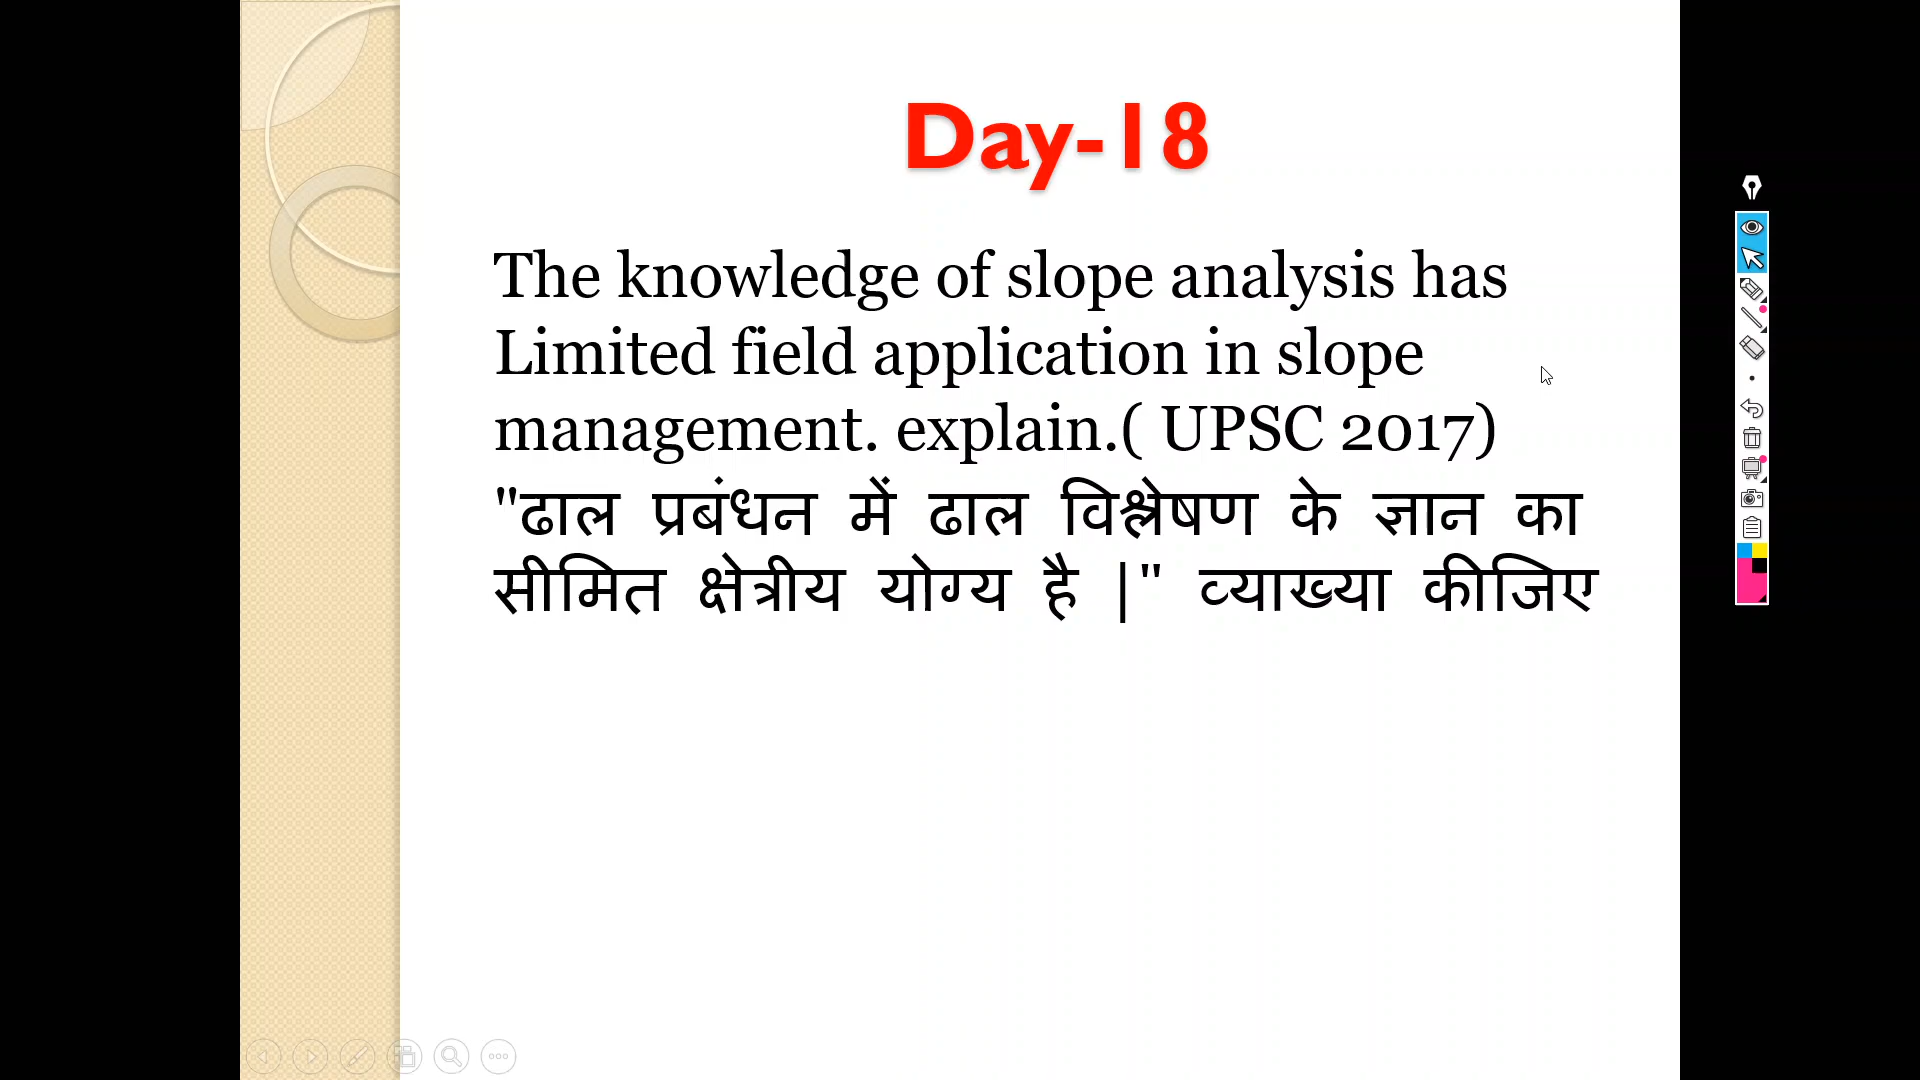 Day-18
The knowledge of slope analysis has
Limited field application in slope
management. explain.( UPSC 2017)
"ढाल प्रबंधन में ढाल विश्लेषण के ज्ञान का
सीमित क्षेत्रीय योग्य है |" व्याख्या कीजिए